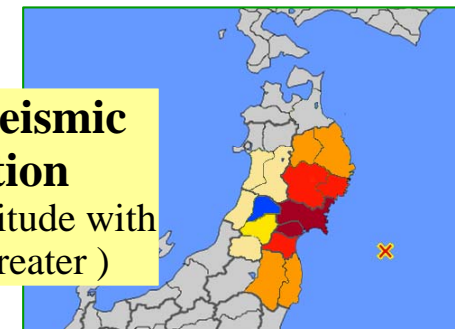 eismic
tion
itude with
reater )